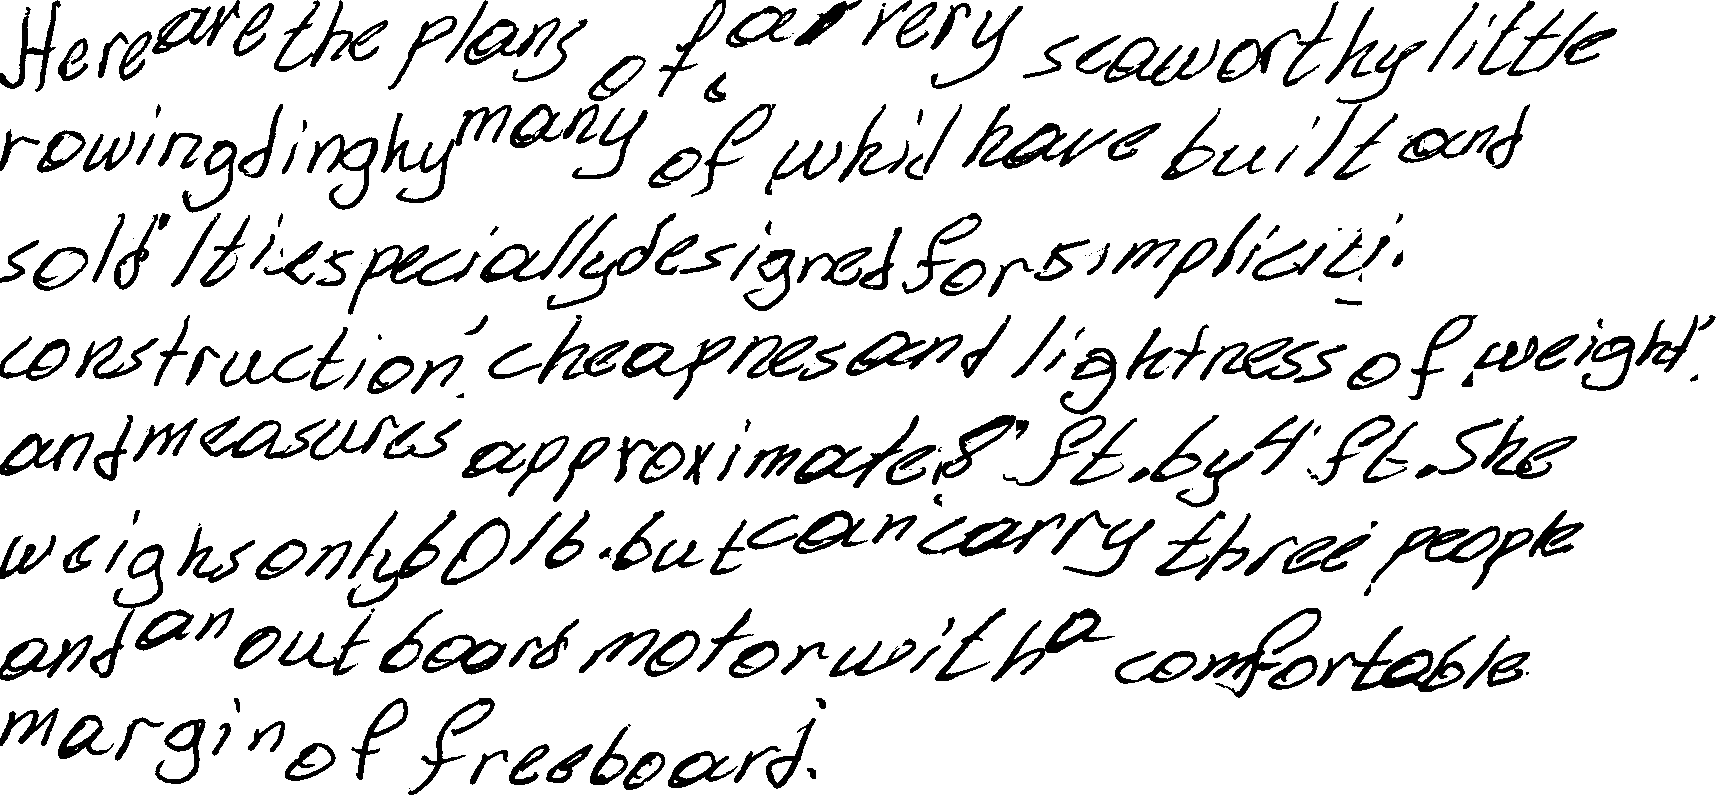 Here are the plans of a very seaworthy little
rowing dinghy many of which have built and
sold. It is especially designed for simplicity.
construction, cheapness and lightness of weight.
and measures approximate 8 ft. by 4 ft. She
weighs only 60 lb. but can carry three people
and an outboard motor with a comfortable
margin of freeboard.